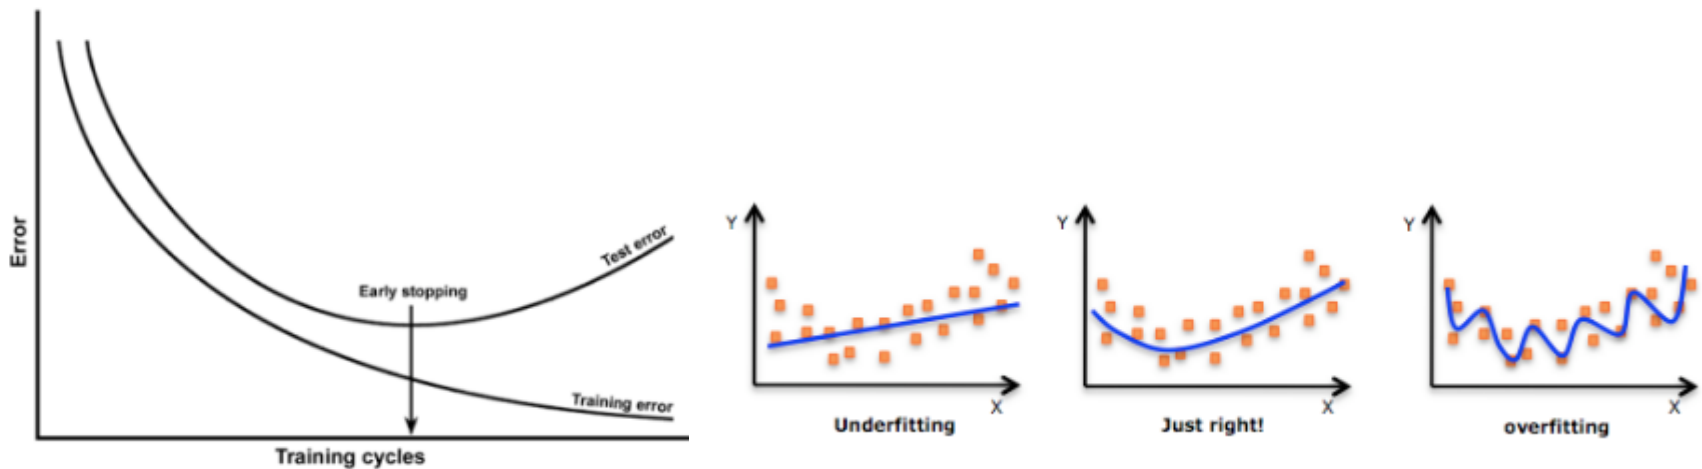 Error
Test error
Early stopping
Training error
Training cycles
Y
X
Underfitting
Y
X
Just right!
Y
X
overfitting